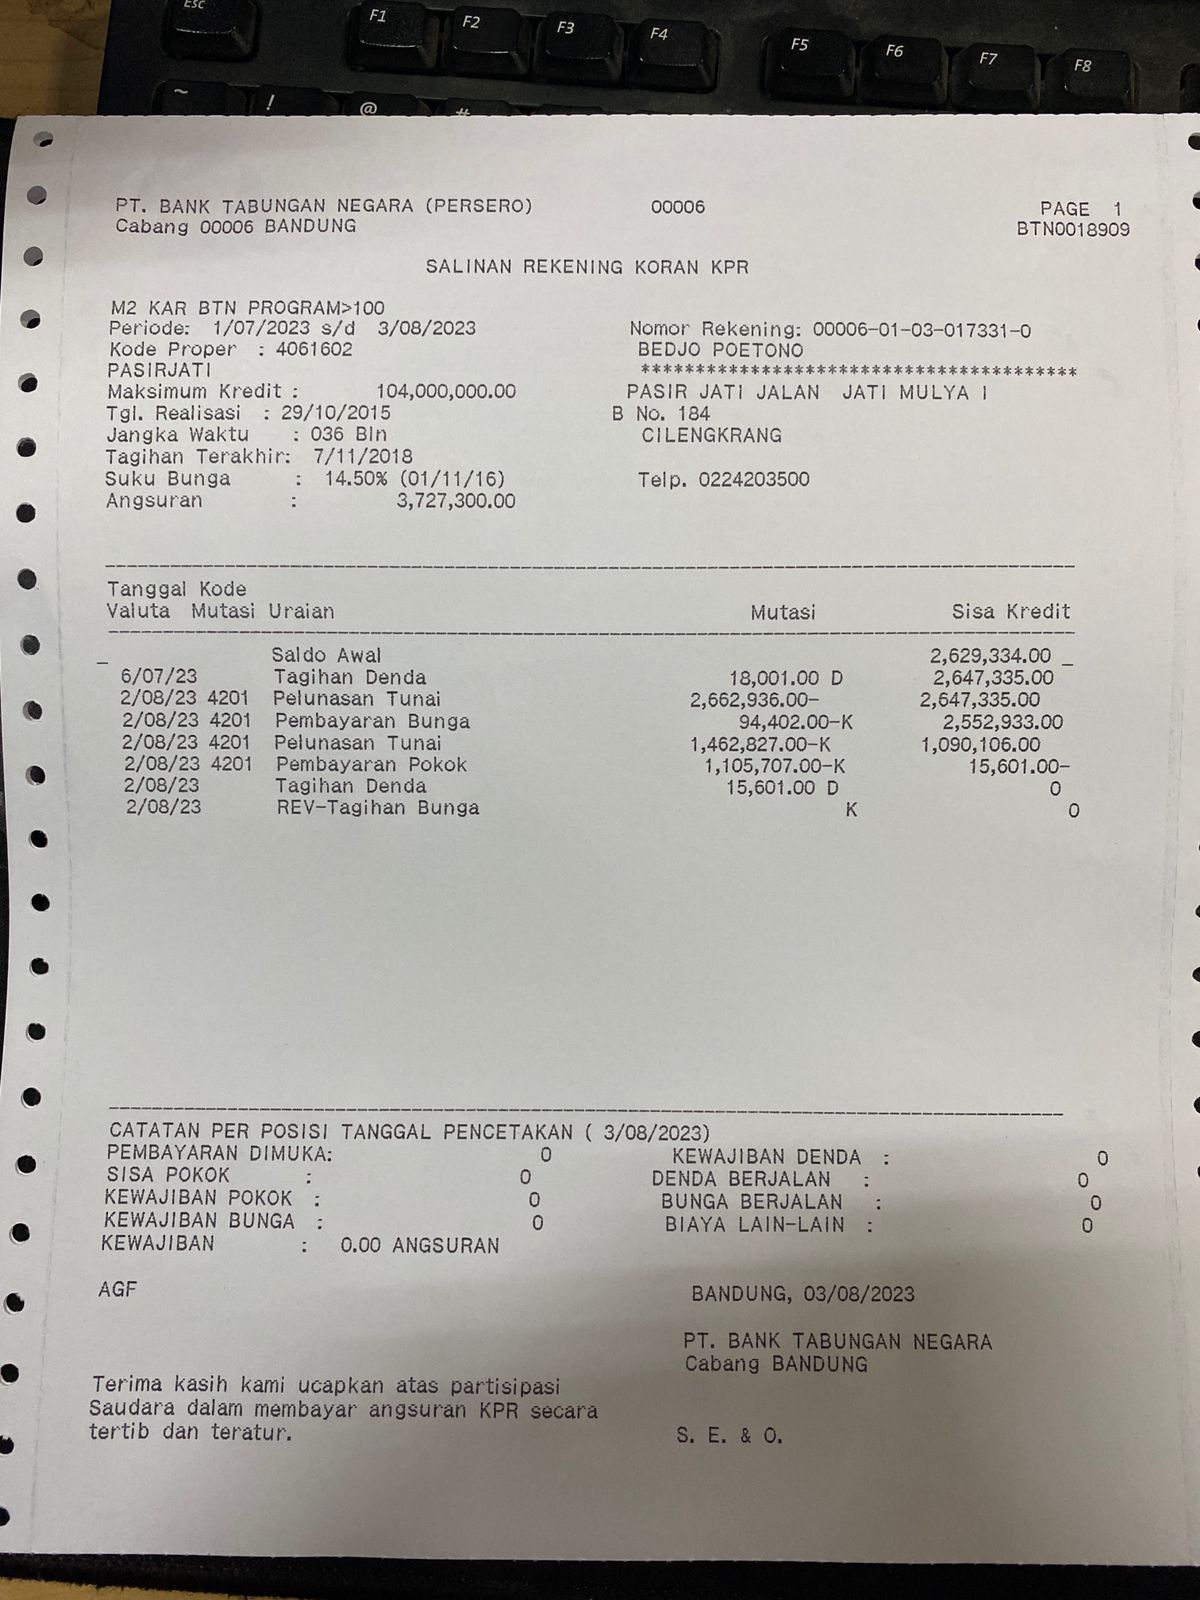 Esc F1 F2 F3 F4 F5 F6 F7 F8
~ ! @ #
PT. BANK TABUNGAN NEGARA (PERSERO) 00006 PAGE 1
Cabang 00006 BANDUNG BTN0018909
SALINAN REKENING KORAN KPR
M2 KAR BTN PROGRAM>100
Periode: 1/07/2023 s/d 3/08/2023 Nomor Rekening: 00006-01-03-017331-0
Kode Proper : 4061602 BEDJO POETONO
PASIRJATI ****************************************
Maksimum Kredit : 104,000,000.00 PASIR JATI JALAN JATI MULYA I
Tgl. Realisasi : 29/10/2015 B No. 184
Jangka Waktu : 036 Bln CILENGKRANG
Tagihan Terakhir: 7/11/2018
Suku Bunga : 14.50% (01/11/16) Telp. 0224203500
Angsuran : 3,727,300.00
Tanggal Kode
Valuta Mutasi Uraian Mutasi Sisa Kredit
_ Saldo Awal 2,629,334.00 _
6/07/23 Tagihan Denda 18,001.00 D 2,647,335.00
2/08/23 4201 Pelunasan Tunai 2,662,936.00- 2,647,335.00
2/08/23 4201 Pembayaran Bunga 94,402.00-K 2,552,933.00
2/08/23 4201 Pelunasan Tunai 1,462,827.00-K 1,090,106.00
2/08/23 4201 Pembayaran Pokok 1,105,707.00-K 15,601.00-
2/08/23 Tagihan Denda 15,601.00 D 0
2/08/23 REV-Tagihan Bunga K 0
CATATAN PER POSISI TANGGAL PENCETAKAN ( 3/08/2023)
PEMBAYARAN DIMUKA: 0 KEWAJIBAN DENDA : 0
SISA POKOK : 0 DENDA BERJALAN : 0
KEWAJIBAN POKOK : 0 BUNGA BERJALAN : 0
KEWAJIBAN BUNGA : 0 BIAYA LAIN-LAIN : 0
KEWAJIBAN : 0.00 ANGSURAN
AGF BANDUNG, 03/08/2023
PT. BANK TABUNGAN NEGARA
Cabang BANDUNG
Terima kasih kami ucapkan atas partisipasi
Saudara dalam membayar angsuran KPR secara
tertib dan teratur. S. E. & O.